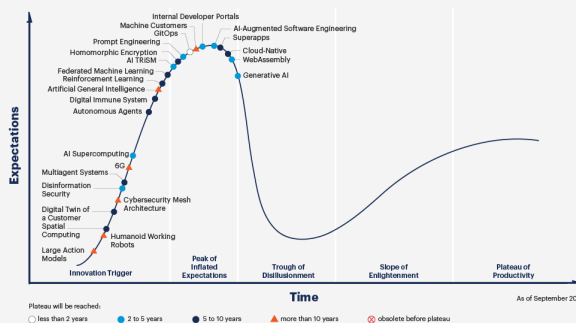 Internal Developer Portals
Machine Customers
GitOps
AI-Augmented Software Engineering
Superapps
Prompt Engineering
Cloud-Native
Homomorphic Encryption
WebAssembly
AI TRiSM
Federated Machine Learning
Generative AI
Reinforcement Learning
Artificial General Intelligence
Digital Immune System
Autonomous Agents
Expectations
AI Supercomputing
6G
Multiagent Systems
Disinformation
Security
Cybersecurity Mesh
Architecture
Digital Twin of
a Customer
Spatial
Computing
Humanoid Working
Robots
Large Action
Models
Innovation Trigger
Peak of
Inflated
Expectations
Trough of
Disillusionment
Slope of
Enlightenment
Plateau of
Productivity
Time
As of September 20
Plateau will be reached:
less than 2 years
2 to 5 years
5 to 10 years
more than 10 years
obsolete before plateau